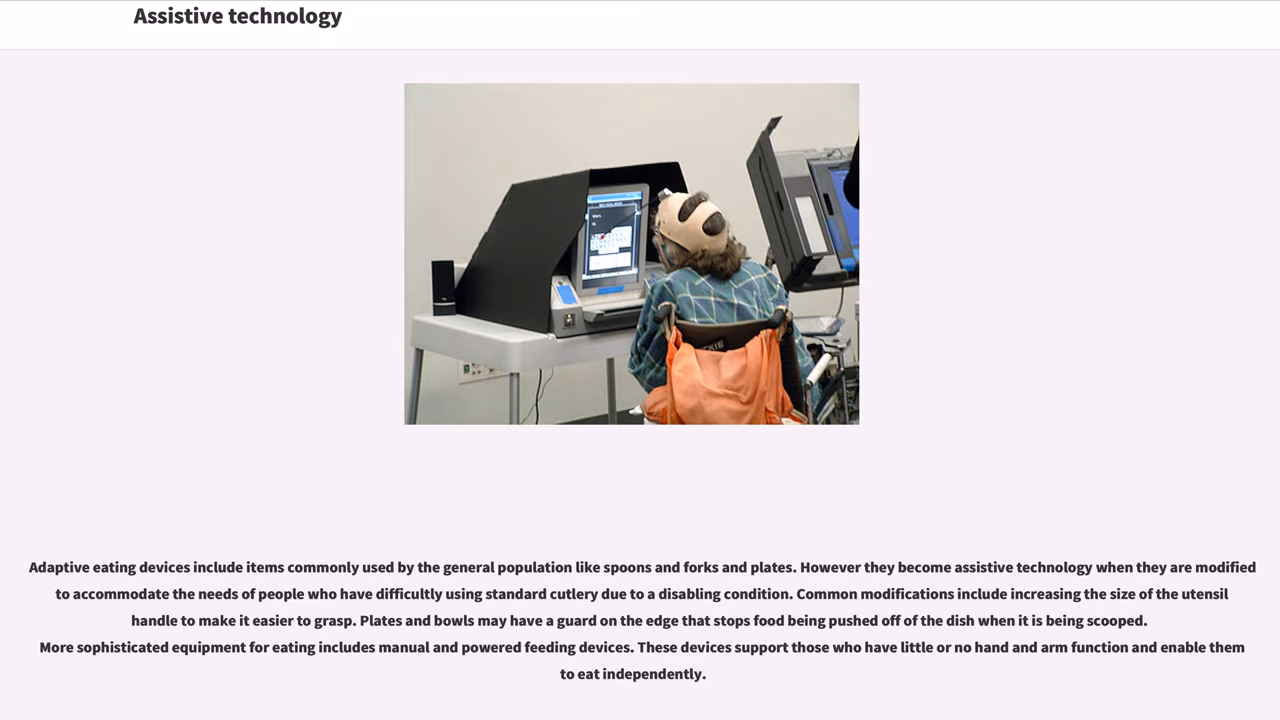 Assistive technology
Adaptive eating devices include items commonly used by the general population like spoons and forks and plates. However they become assistive technology when they are modified
to accommodate the needs of people who have difficultly using standard cutlery due to a disabling condition. Common modifications include increasing the size of the utensil
handle to make it easier to grasp. Plates and bowls may have a guard on the edge that stops food being pushed off of the dish when it is being scooped.
More sophisticated equipment for eating includes manual and powered feeding devices. These devices support those who have little or no hand and arm function and enable them
to eat independently.